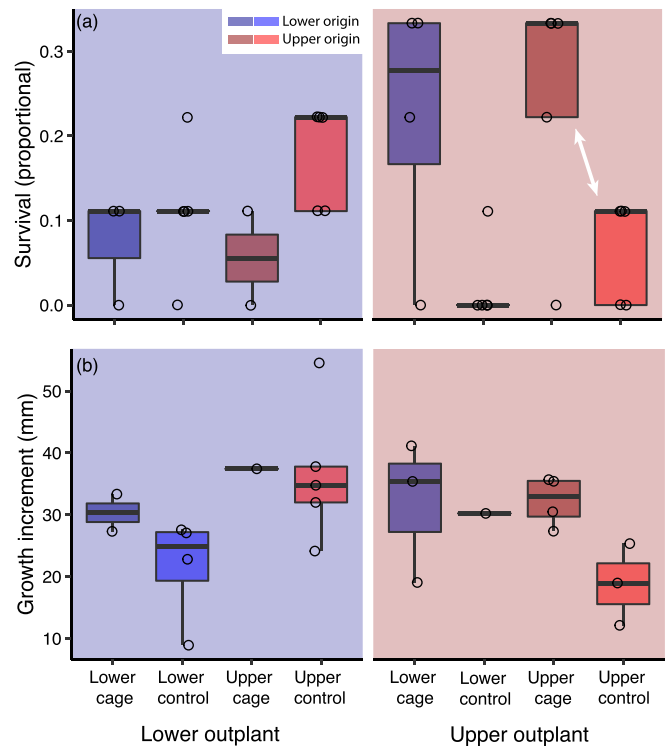 (a)
Lower origin
Upper origin
Survival (proportional)
0.3
0.2
0.1
0.0
(b)
Growth increment (mm)
50
40
30
20
10
Lower cage
Lower control
Upper cage
Upper control
Lower cage
Lower control
Upper cage
Upper control
Lower outplant
Upper outplant